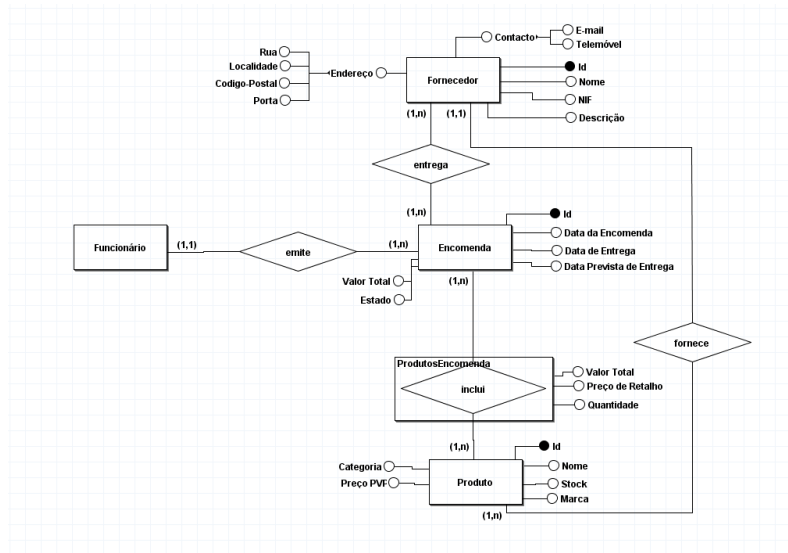 E-mail
Contacto
Telemóvel
Rua
Localidade
Endereço
Codigo-Postal
Porta
Fornecedor
Id
Nome
NIF
Descrição
(1,n)
(1,1)
entrega
(1,n)
Id
Funcionário
(1,1)
emite
(1,n)
Encomenda
Data da Encomenda
Data de Entrega
Data Prevista de Entrega
Valor Total
Estado
(1,n)
fornece
ProdutosEncomenda
inclui
Valor Total
Preço de Retalho
Quantidade
(1,n)
Id
Categoria
Preço PVF
Produto
Nome
Stock
Marca
(1,n)